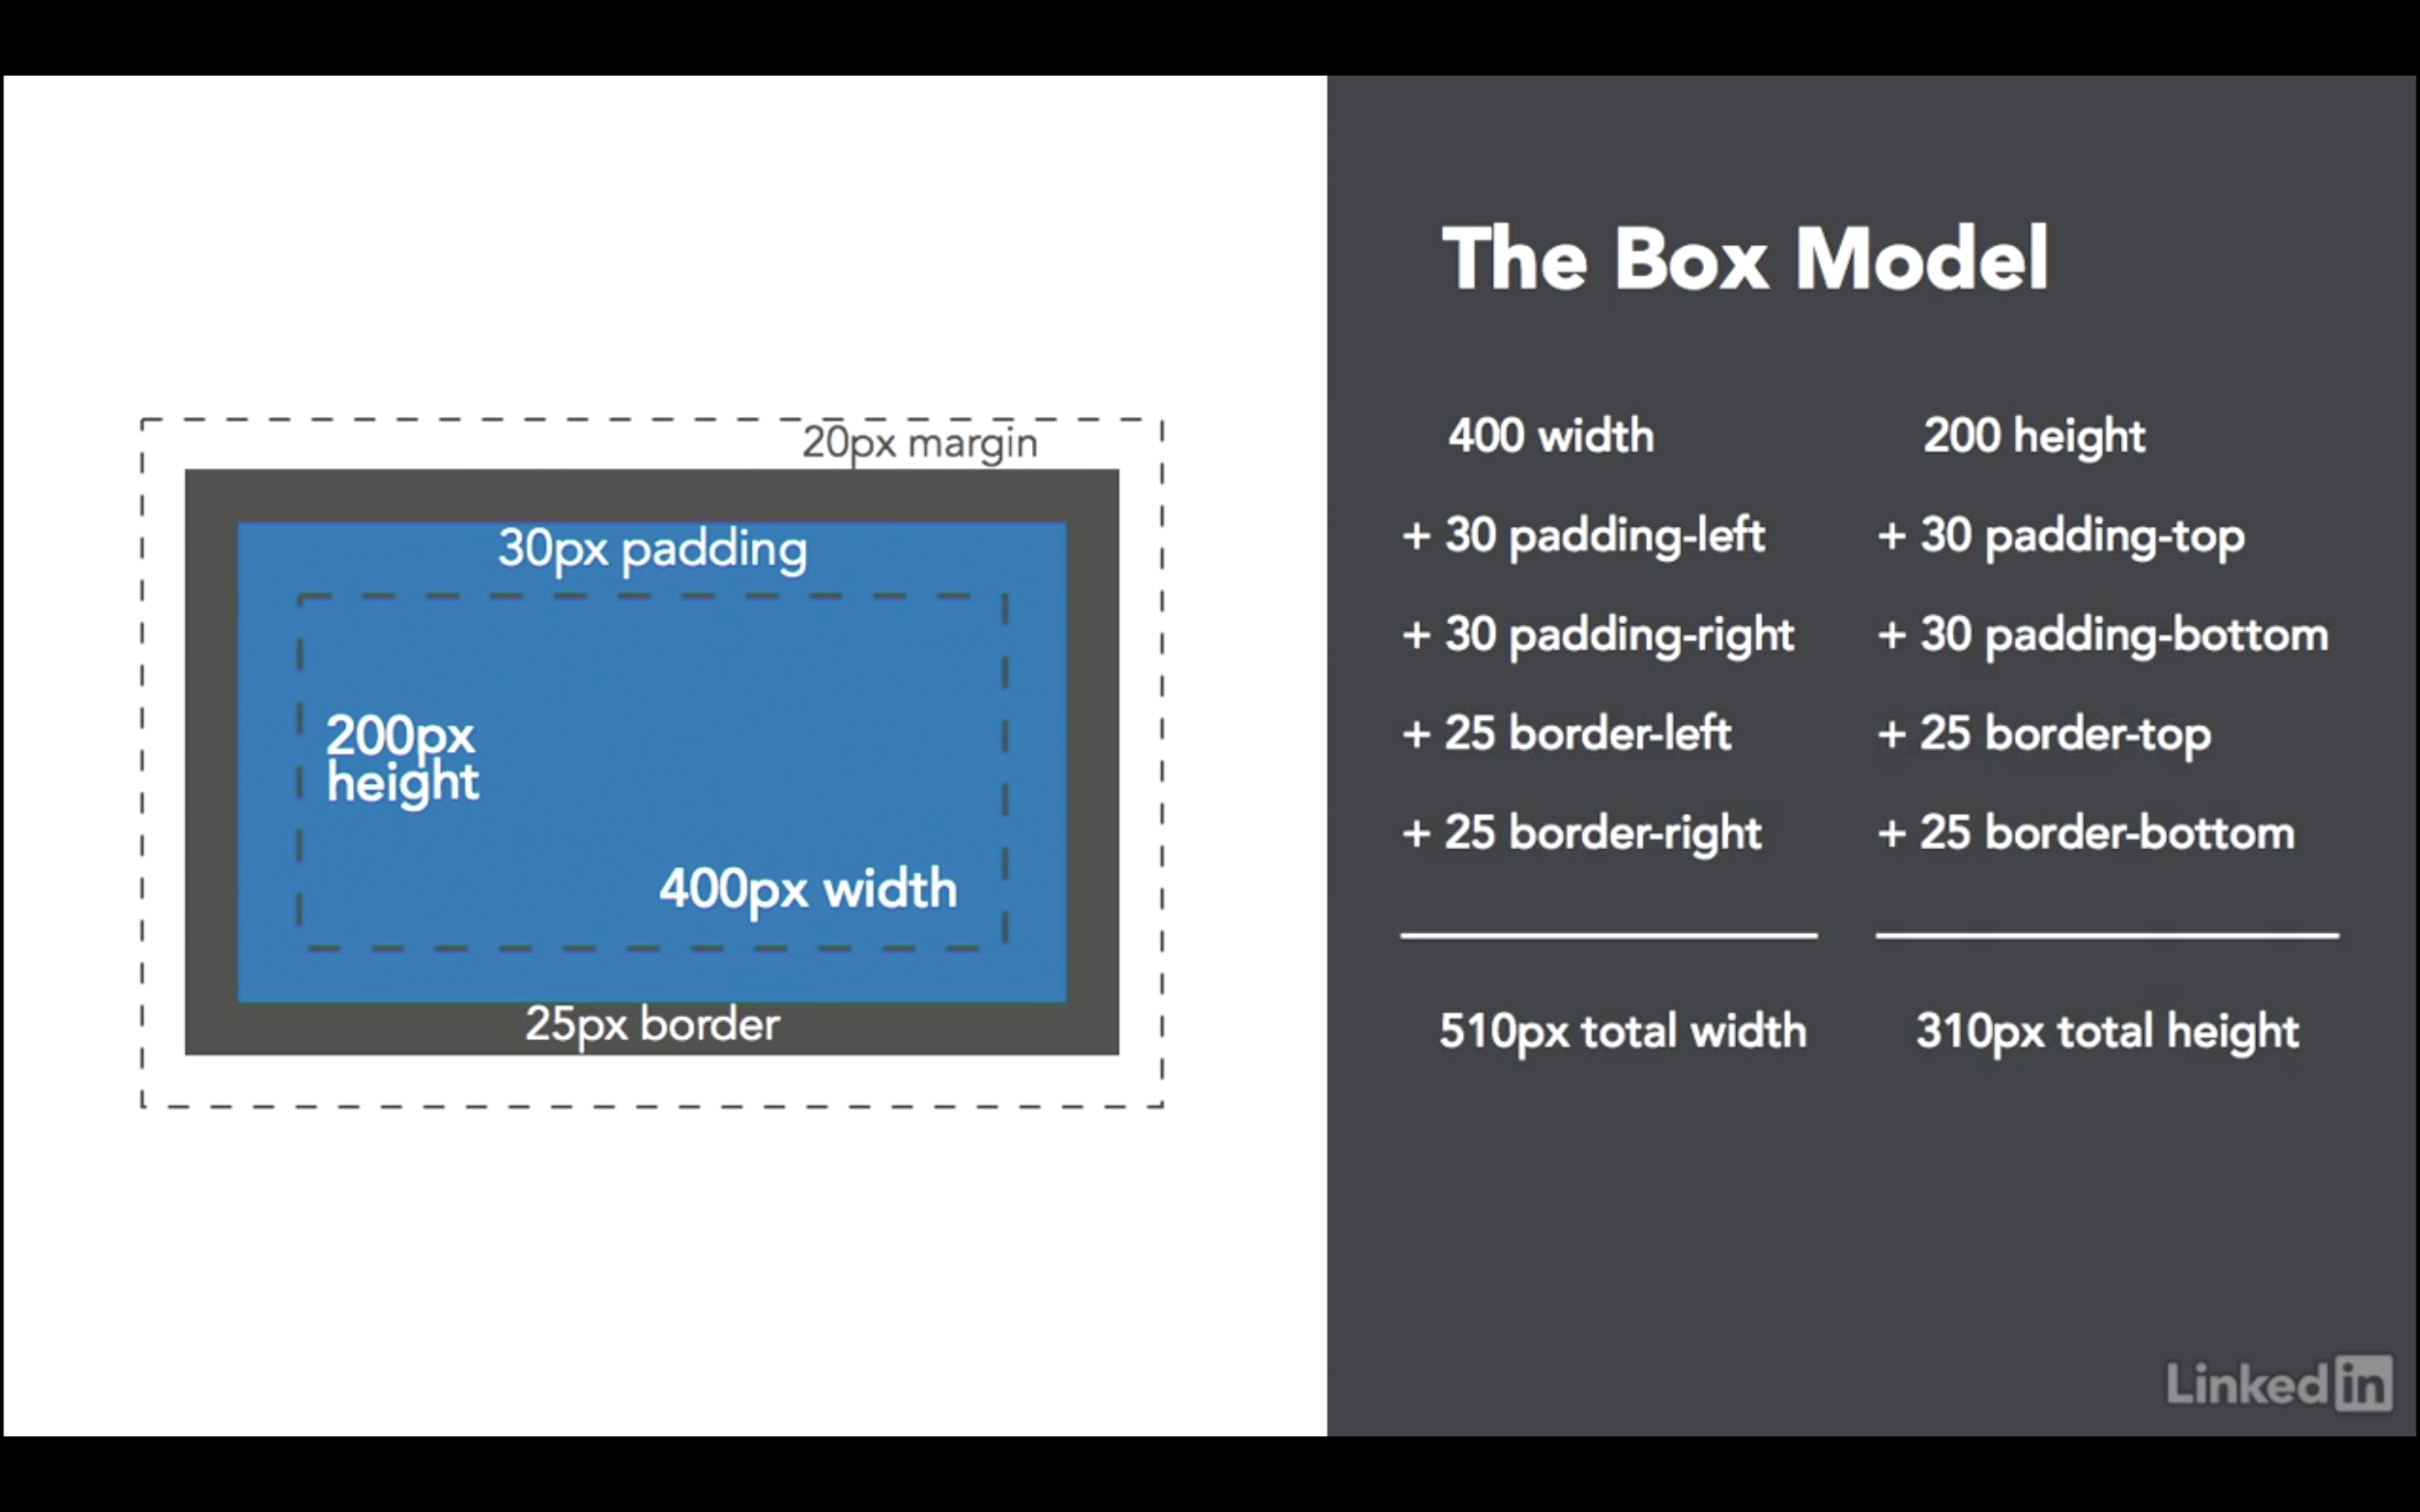 20px margin
30px padding
200px
height
400px width
25px border
The Box Model
400 width
+ 30 padding-left
+ 30 padding-right
+ 25 border-left
+ 25 border-right
510px total width
200 height
+ 30 padding-top
+ 30 padding-bottom
+ 25 border-top
+ 25 border-bottom
310px total height
Linked in